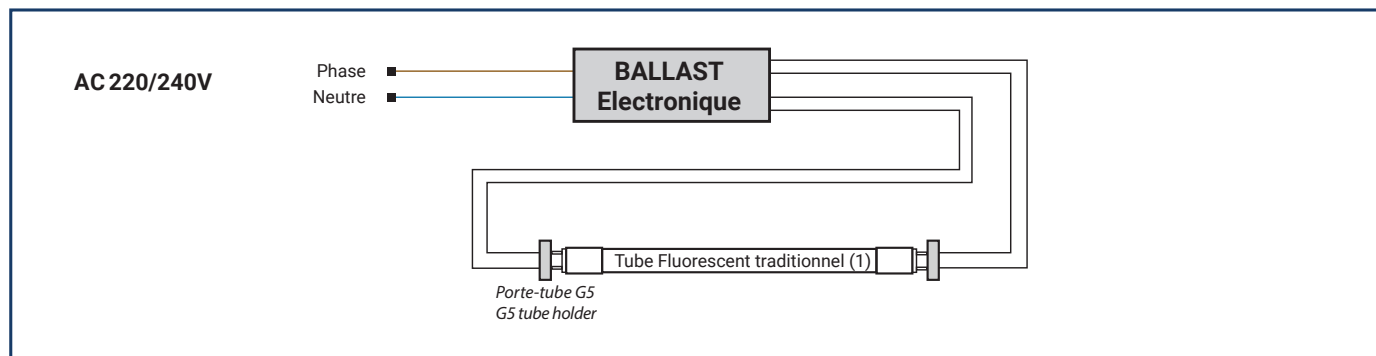 AC 220/240V
Phase
Neutre
BALLAST
Electronique
Tube Fluorescent traditionnel (1)
Porte-tube G5
G5 tube holder